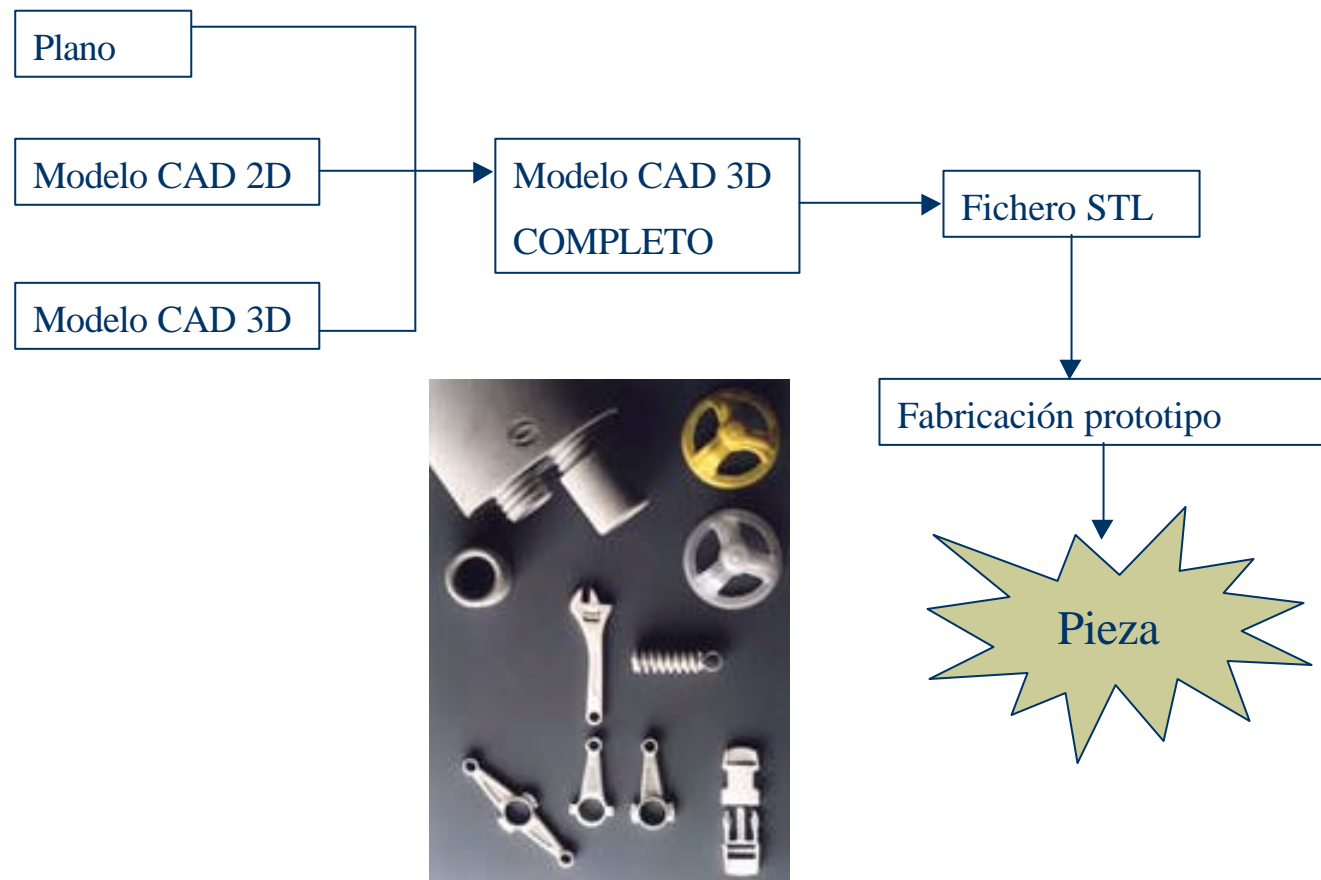 Plano
Modelo CAD 2D
Modelo CAD 3D
Modelo CAD 3D
COMPLETO
Fichero STL
Fabricación prototipo
Pieza